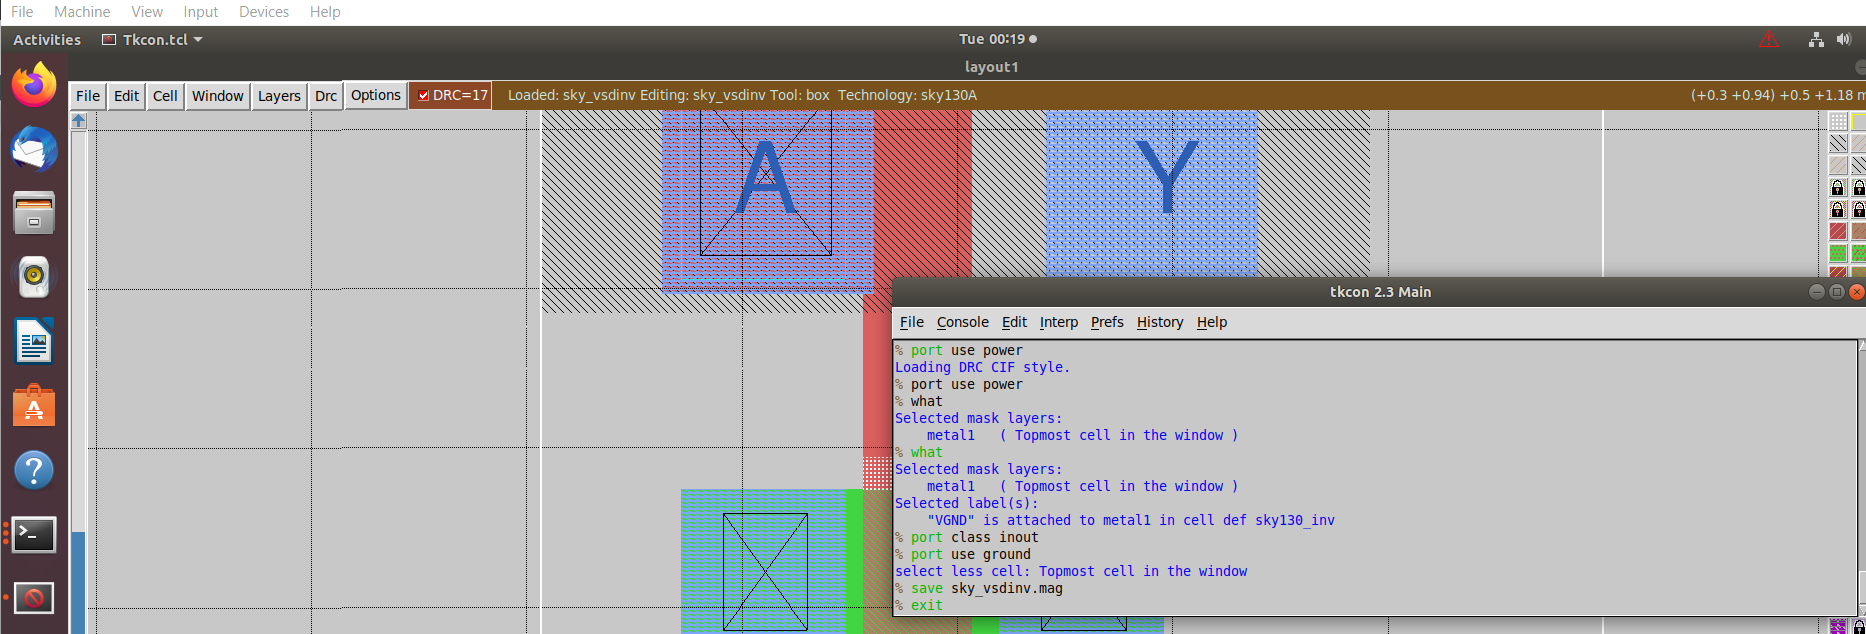 File Machine View Input Devices Help
Activities Tkcon.tcl Tue 00:19
layout1
File Edit Cell Window Layers Drc Options DRC=17 Loaded: sky_vsdinv Editing: sky_vsdinv Tool: box Technology: sky130A (+0.3 +0.94) +0.5 +1.18 m
A Y
tkcon 2.3 Main
File Console Edit Interp Prefs History Help
% port use power
Loading DRC CIF style.
% port use power
% what
Selected mask layers:
metal1 ( Topmost cell in the window )
% what
Selected mask layers:
metal1 ( Topmost cell in the window )
Selected label(s):
"VGND" is attached to metal1 in cell def sky130_inv
% port class inout
% port use ground
select less cell: Topmost cell in the window
% save sky_vsdinv.mag
% exit